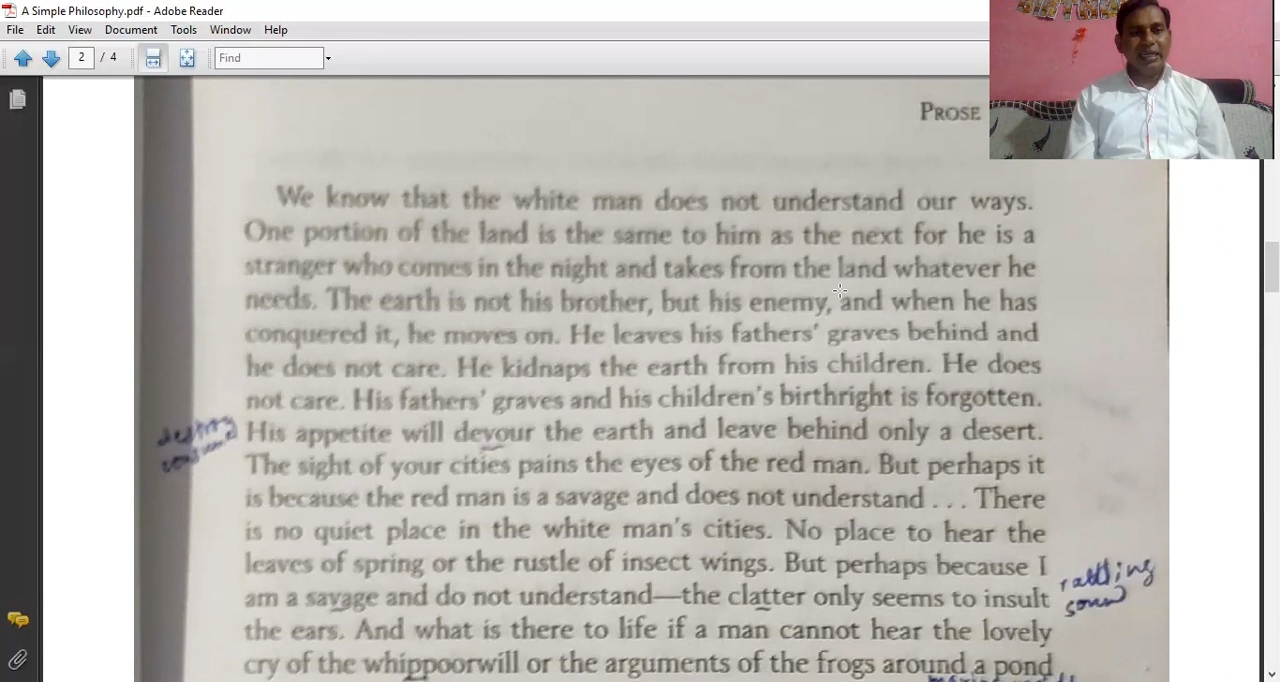 A Simple Philosophy.pdf - Adobe Reader
File Edit View Document Tools Window Help
2 / 4 Find
PROSE
We know that the white man does not understand our ways.
One portion of the land is the same to him as the next for he is a
stranger who comes in the night and takes from the land whatever he
needs. The earth is not his brother, but his enemy, and when he has
conquered it, he moves on. He leaves his fathers' graves behind and
he does not care. He kidnaps the earth from his children. He does
not care. His fathers' graves and his children's birthright is forgotten.
His appetite will devour the earth and leave behind only a desert.
The sight of your cities pains the eyes of the red man. But perhaps it
is because the red man is a savage and does not understand . . . There
is no quiet place in the white man's cities. No place to hear the
leaves of spring or the rustle of insect wings. But perhaps because I
am a savage and do not understand—the clatter only seems to insult
the ears. And what is there to life if a man cannot hear the lovely
cry of the whippoorwill or the arguments of the frogs around a pond
destroy
rattling
sound